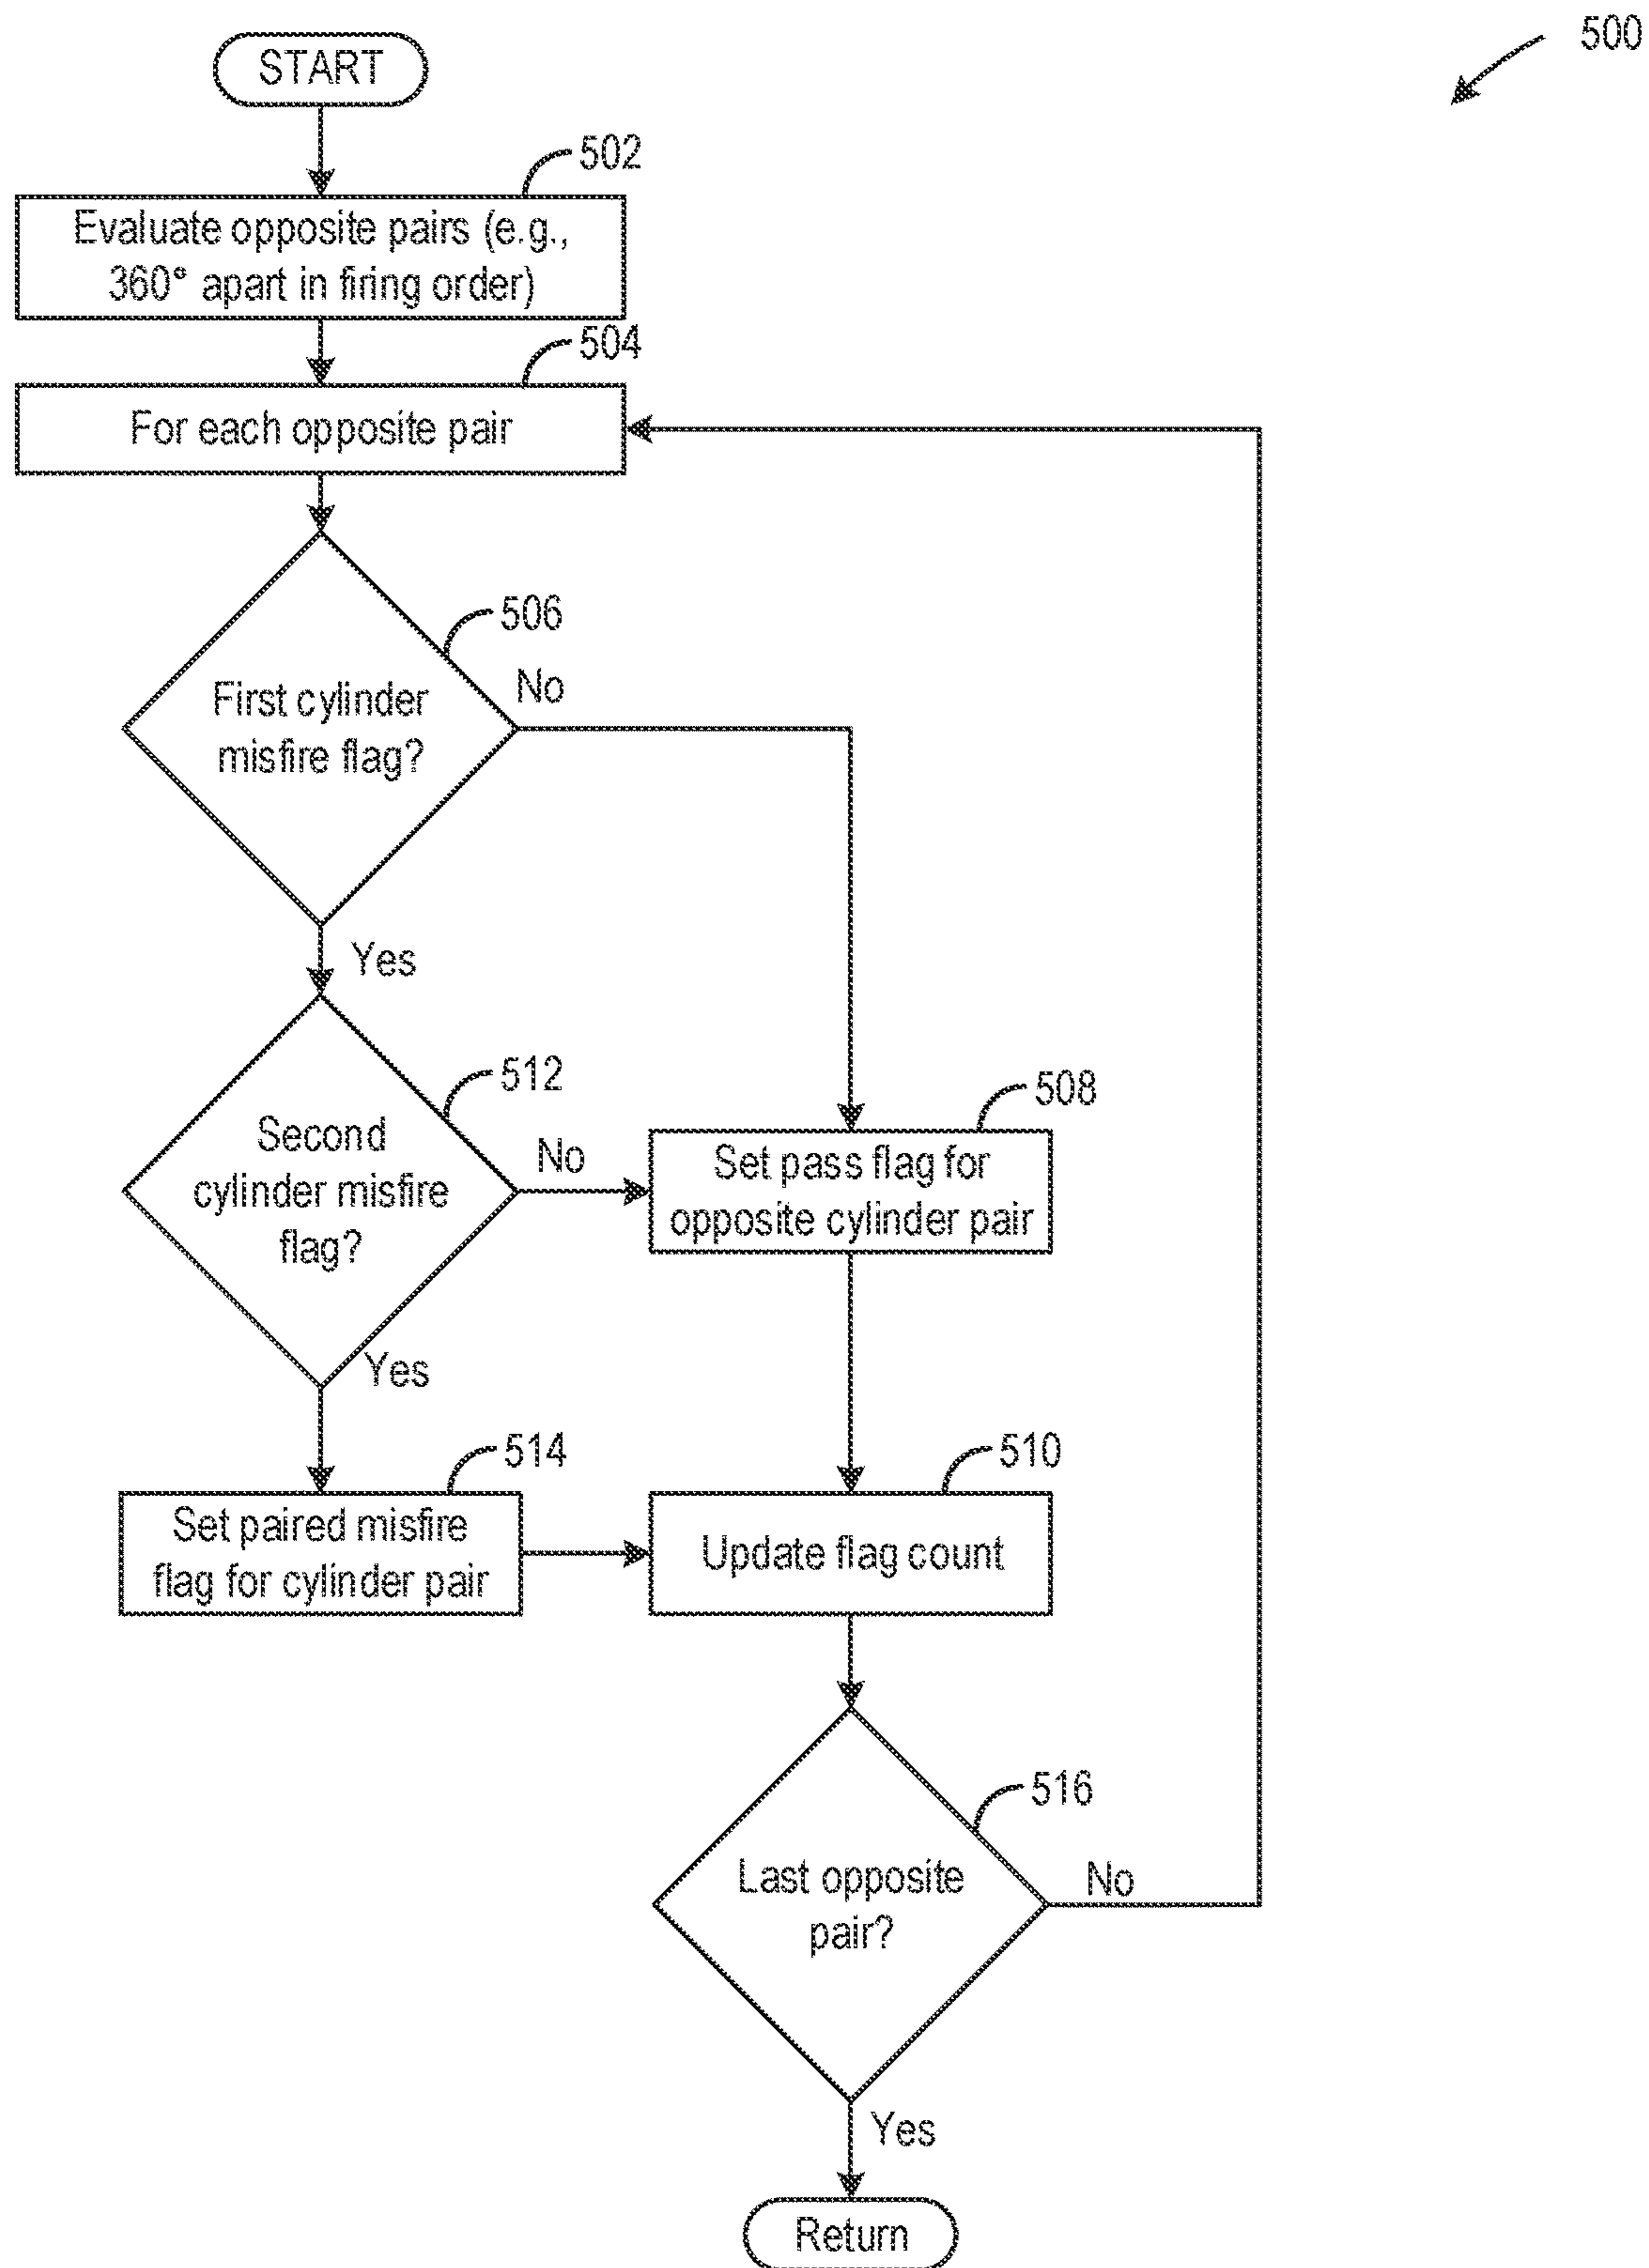 500
START
502
Evaluate opposite pairs (e.g.,
360° apart in firing order)
504
For each opposite pair
506
First cylinder
misfire flag?
No
Yes
512
Second
cylinder misfire
flag?
No
Yes
508
Set pass flag for
opposite cylinder pair
514
Set paired misfire
flag for cylinder pair
510
Update flag count
516
Last opposite
pair?
No
Yes
Return